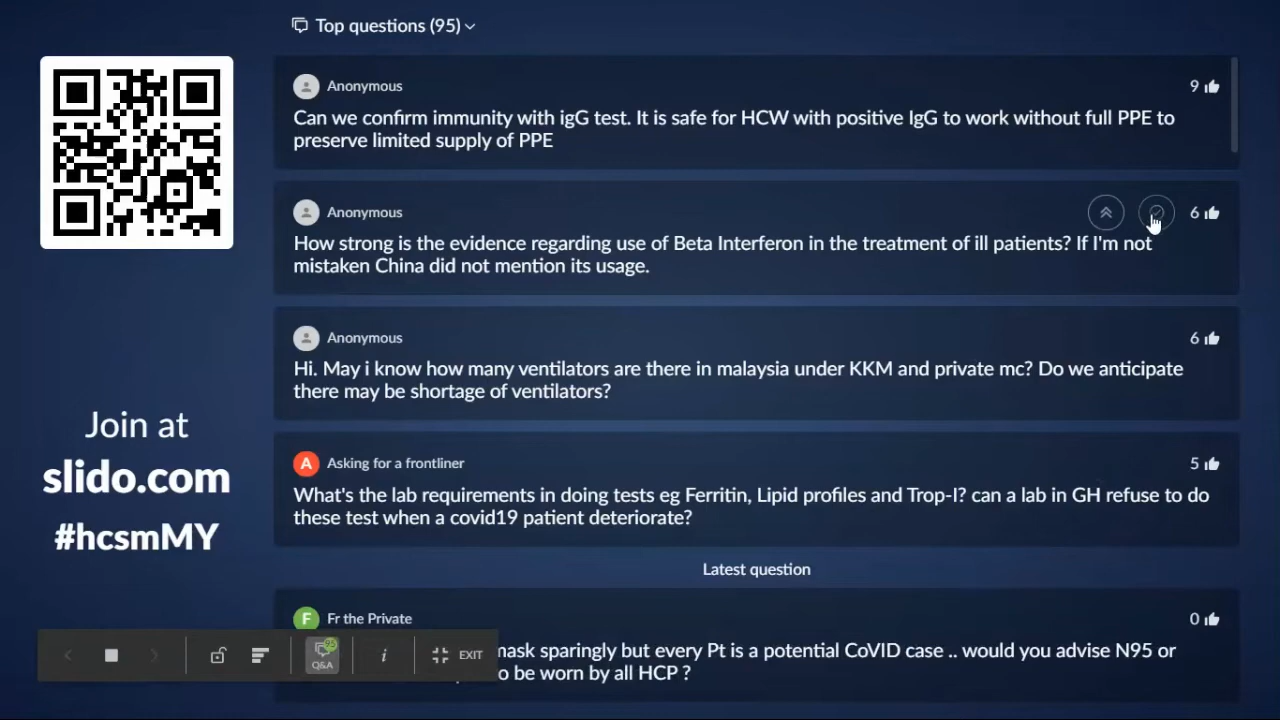 Top questions (95)
Anonymous
9
Can we confirm immunity with igG test. It is safe for HCW with positive IgG to work without full PPE to
preserve limited supply of PPE
Anonymous
6
How strong is the evidence regarding use of Beta Interferon in the treatment of ill patients? If I'm not
mistaken China did not mention its usage.
Anonymous
6
Hi. May i know how many ventilators are there in malaysia under KKM and private mc? Do we anticipate
there may be shortage of ventilators?
Join at
slido.com
#hcsmMY
A
Asking for a frontliner
5
What's the lab requirements in doing tests eg Ferritin, Lipid profiles and Trop-I? can a lab in GH refuse to do
these test when a covid19 patient deteriorate?
Latest question
F
Fr the Private
0
mask sparingly but every Pt is a potential CoVID case .. would you advise N95 or
to be worn by all HCP ?
95
Q&A
i
EXIT